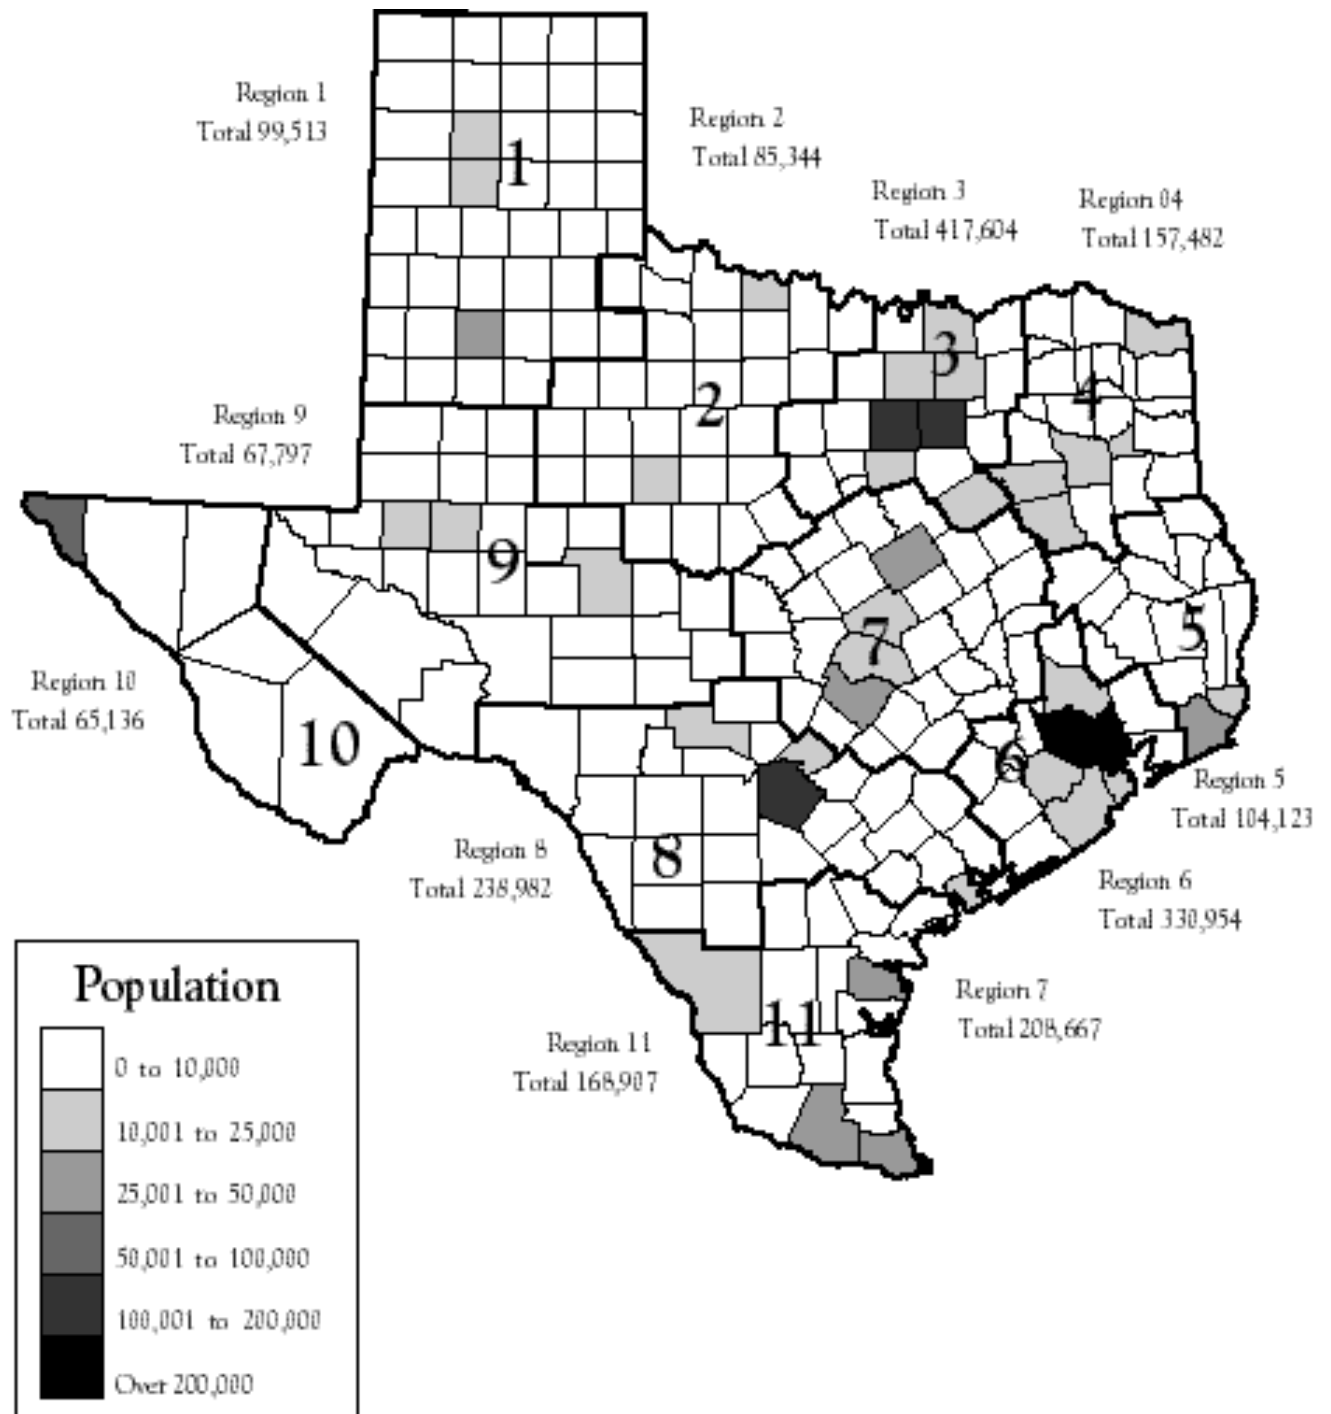 Region 1
Total 99,513
Region 2
Total 85,344
Region 3
Total 417,604
Region 04
Total 157,482
1
3
4
2
Region 9
Total 67,797
9
7
5
Region 10
Total 65,136
10
6
Region 5
Total 104,123
Region 8
Total 238,982
8
Region 6
Total 330,954
Region 7
Total 208,667
11
Region 11
Total 168,907
Population
0 to 10,000
10,001 to 25,000
25,001 to 50,000
50,001 to 100,000
100,001 to 200,000
Over 200,000